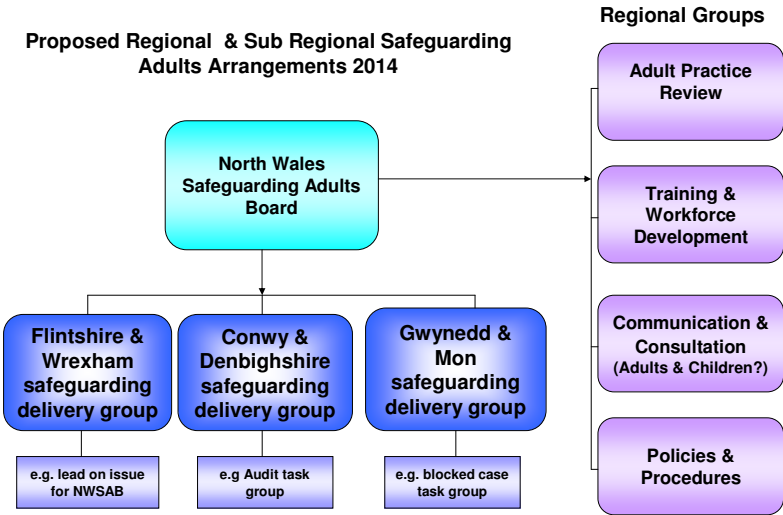 Proposed Regional & Sub Regional Safeguarding
Adults Arrangements 2014
Regional Groups
Adult Practice
Review
North Wales
Safeguarding Adults
Board
Training &
Workforce
Development
Communication &
Consultation
(Adults & Children?)
Policies &
Procedures
Flintshire &
Wrexham
safeguarding
delivery group
Conwy &
Denbighshire
safeguarding
delivery group
Gwynedd &
Mon
safeguarding
delivery group
e.g. lead on issue
for NWSAB
e.g Audit task
group
e.g. blocked case
task group